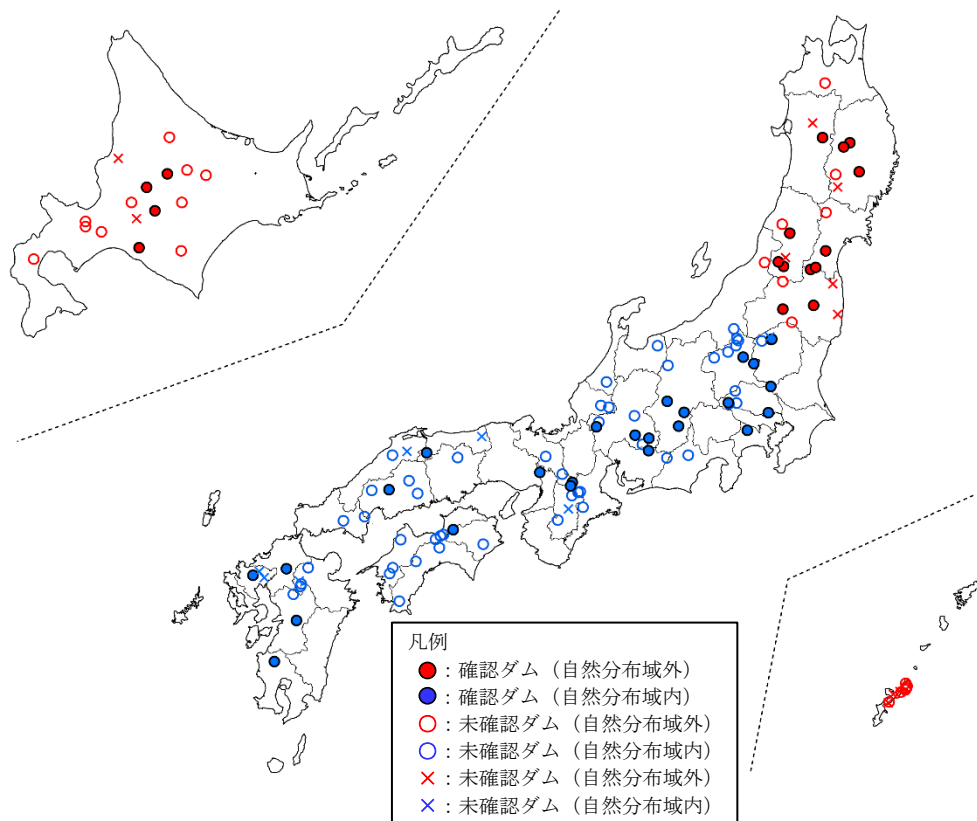 凡例
：確認ダム（自然分布域外）
：確認ダム（自然分布域内）
：未確認ダム（自然分布域外）
：未確認ダム（自然分布域内）
：未確認ダム（自然分布域外）
：未確認ダム（自然分布域内）